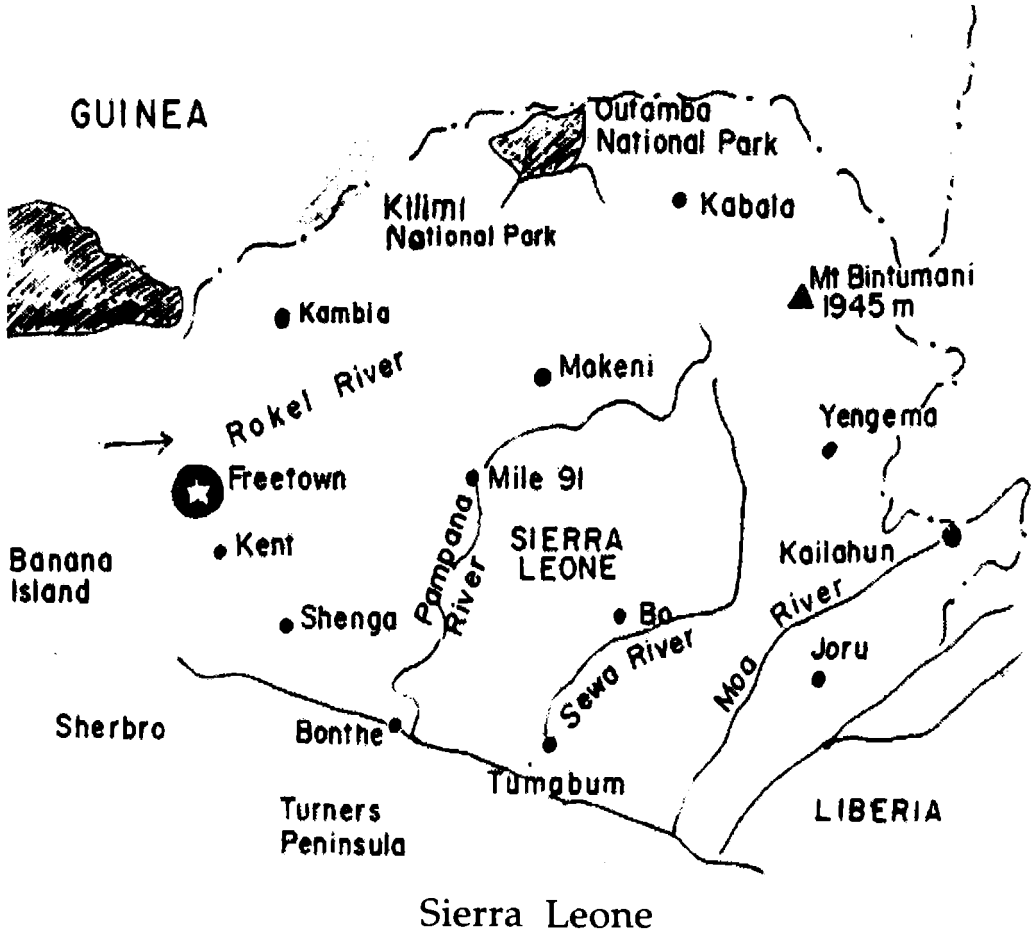 GUINEA
Outamba
National Park
Kilimi
National Park
Kabala
Mt Bintumani
1945 m
Kambia
Makeni
Rokel River
Yengema
Freetown
Mile 91
Kent
SIERRA
LEONE
Banana
Island
Pampana
River
Kailahun
Shenga
Bo
Sewa River
Moa River
Joru
Sherbro
Bonthe
Tumabum
Turners
Peninsula
LIBERIA
Sierra Leone